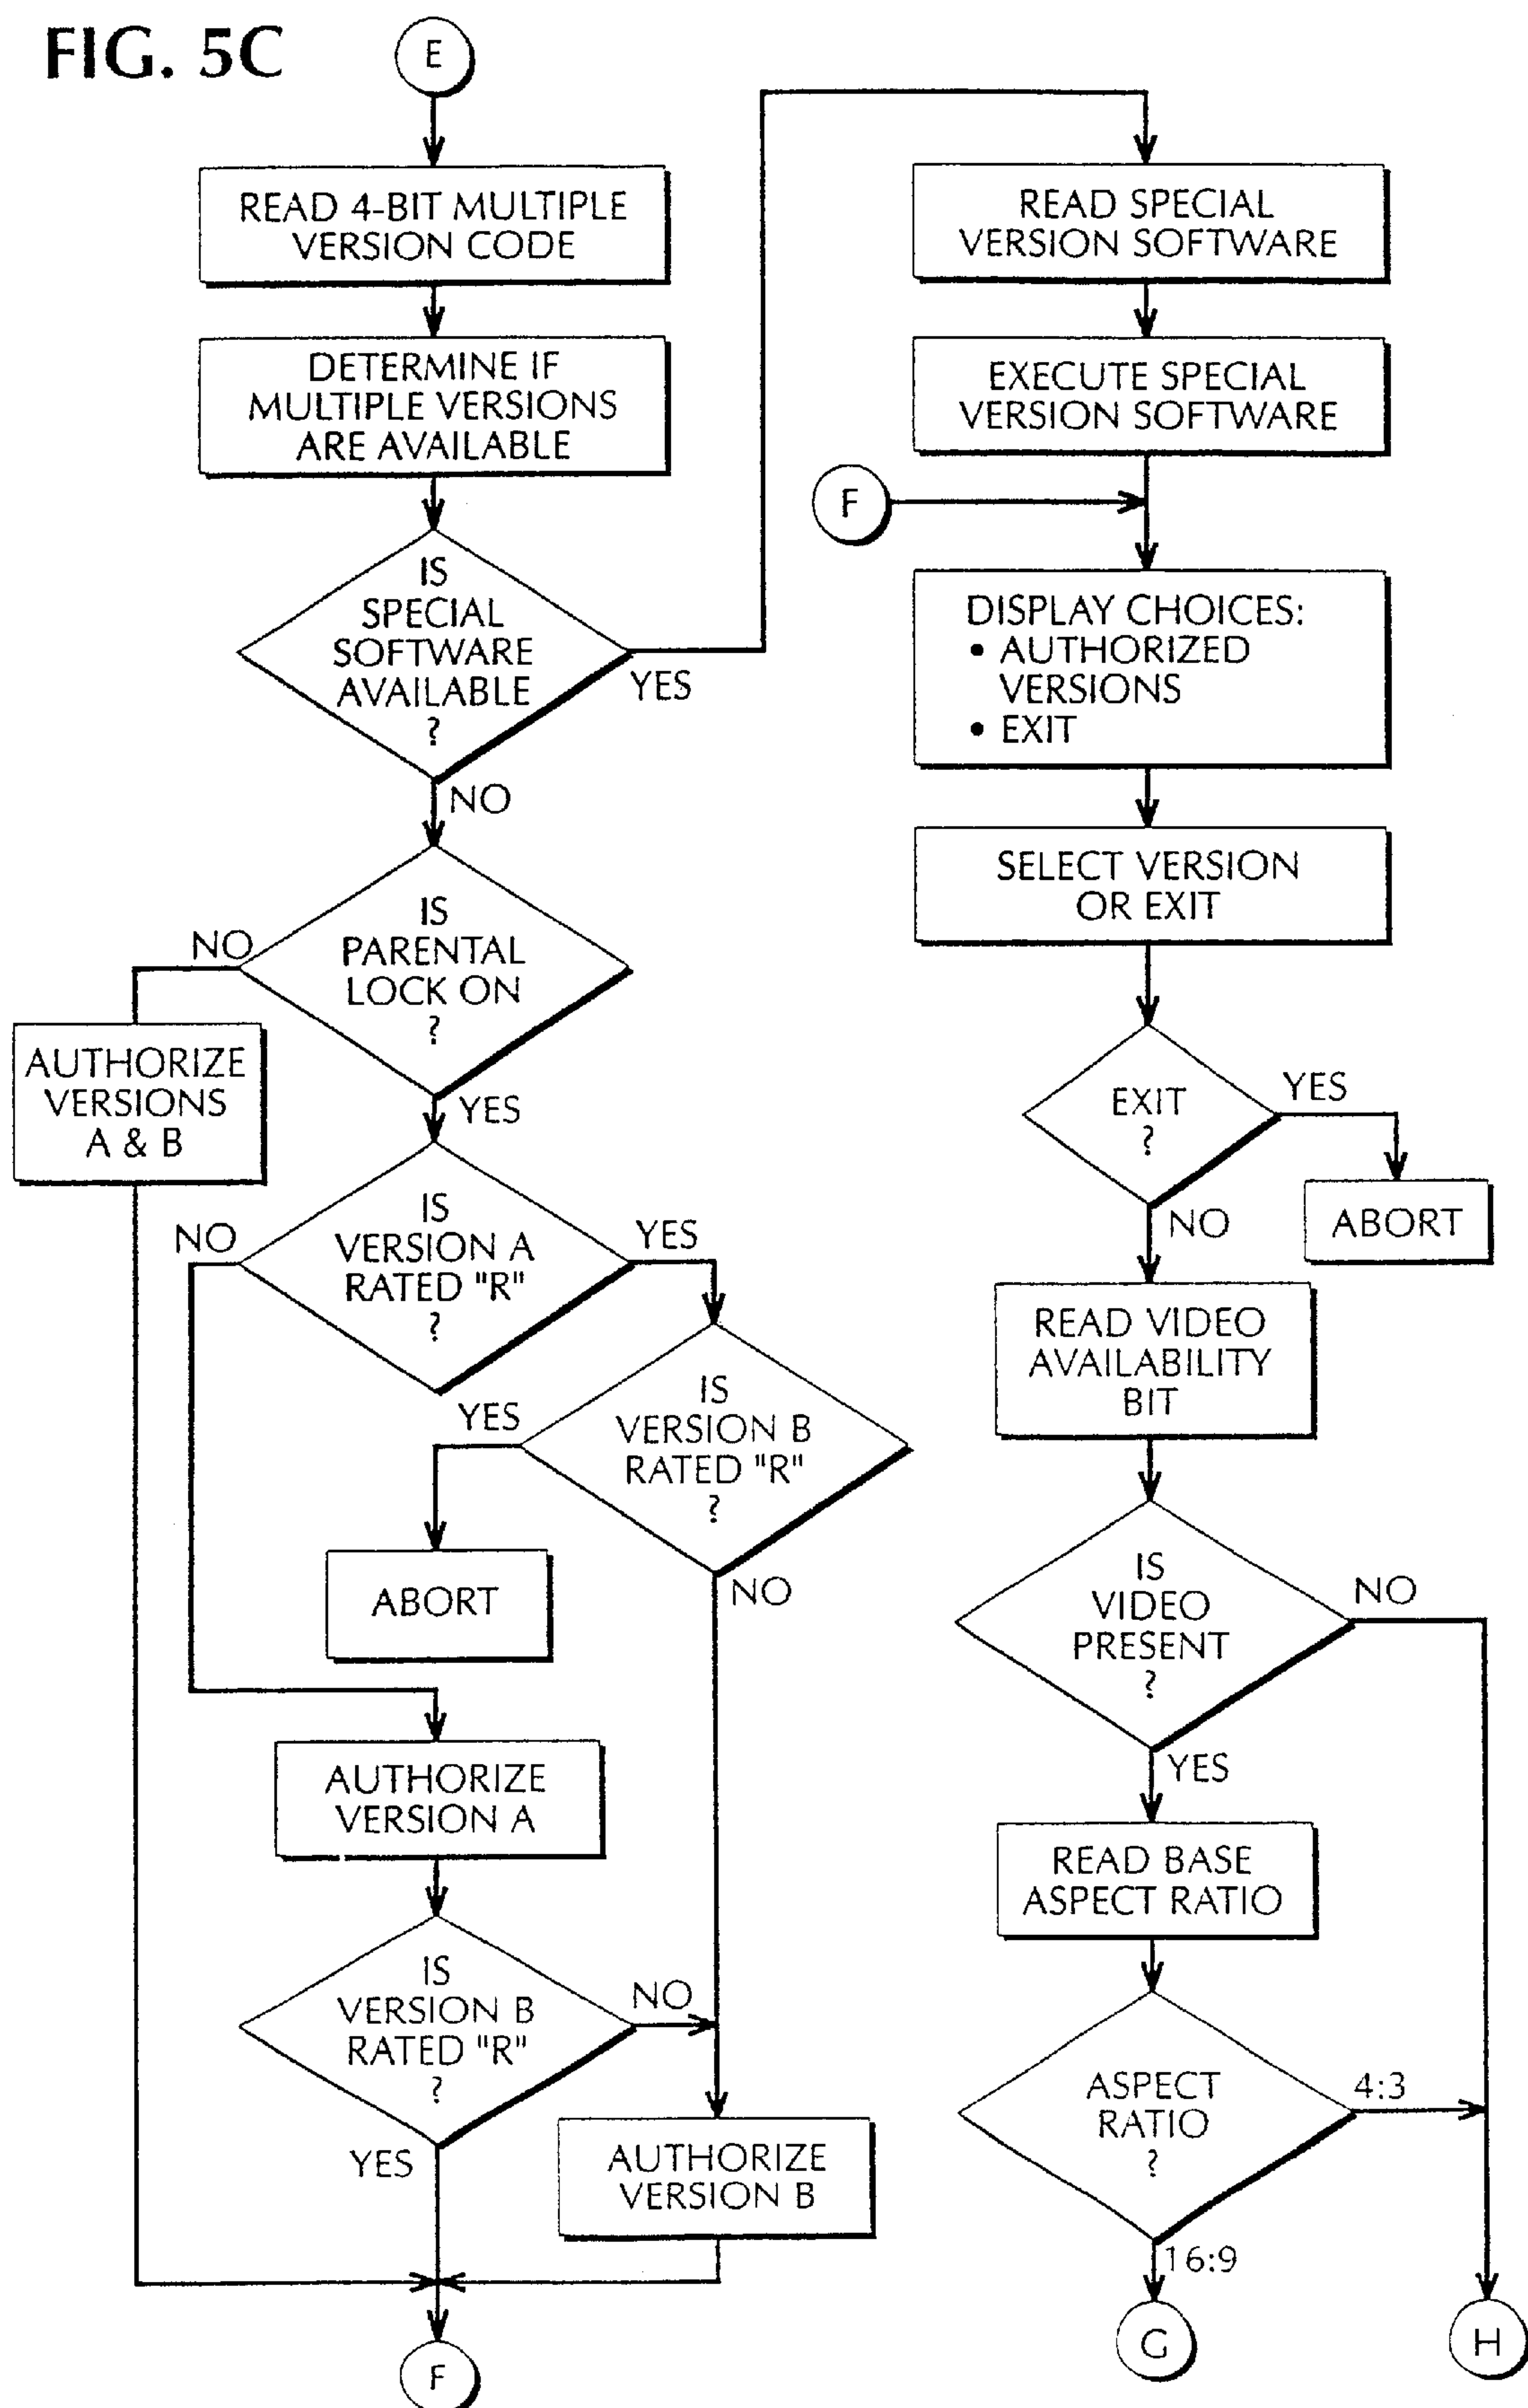 FIG. 5C
E
READ 4-BIT MULTIPLE
VERSION CODE
DETERMINE IF
MULTIPLE VERSIONS
ARE AVAILABLE
IS
SPECIAL
SOFTWARE
AVAILABLE
?
YES
NO
IS
PARENTAL
LOCK ON
?
NO
AUTHORIZE
VERSIONS
A & B
YES
IS
VERSION A
RATED "R"
?
NO
YES
IS
VERSION B
RATED "R"
?
YES
ABORT
NO
AUTHORIZE
VERSION A
IS
VERSION B
RATED "R"
?
NO
YES
AUTHORIZE
VERSION B
F
READ SPECIAL
VERSION SOFTWARE
EXECUTE SPECIAL
VERSION SOFTWARE
F
DISPLAY CHOICES:
• AUTHORIZED
VERSIONS
• EXIT
SELECT VERSION
OR EXIT
EXIT
?
YES
ABORT
NO
READ VIDEO
AVAILABILITY
BIT
IS
VIDEO
PRESENT
?
NO
YES
READ BASE
ASPECT RATIO
ASPECT
RATIO
?
4:3
16:9
G
H